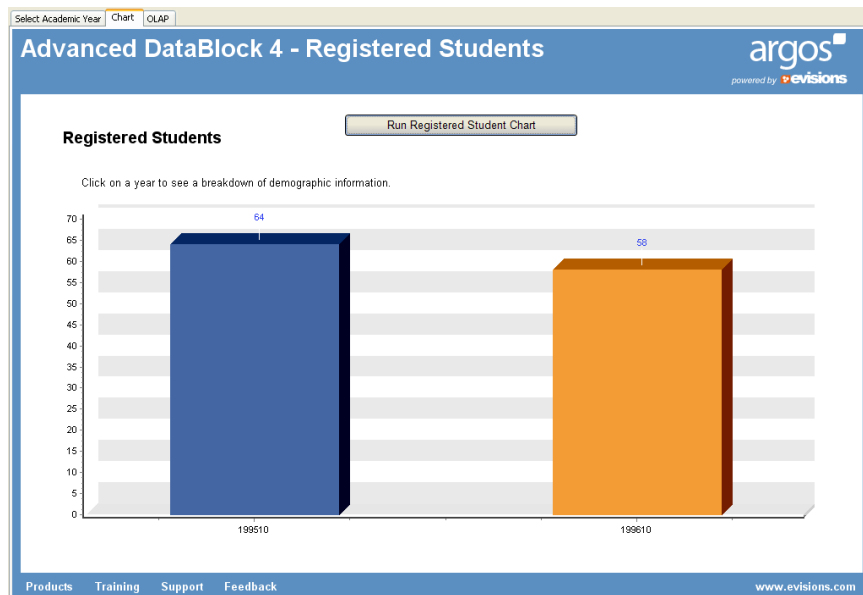 Select Academic Year Chart OLAP
Advanced DataBlock 4 - Registered Students
argos
powered by evisions
Run Registered Student Chart
Registered Students
Click on a year to see a breakdown of demographic information.
70
65
60
55
50
45
40
35
30
25
20
15
10
5
0
64
58
199510 199610
Products Training Support Feedback www.evisions.com